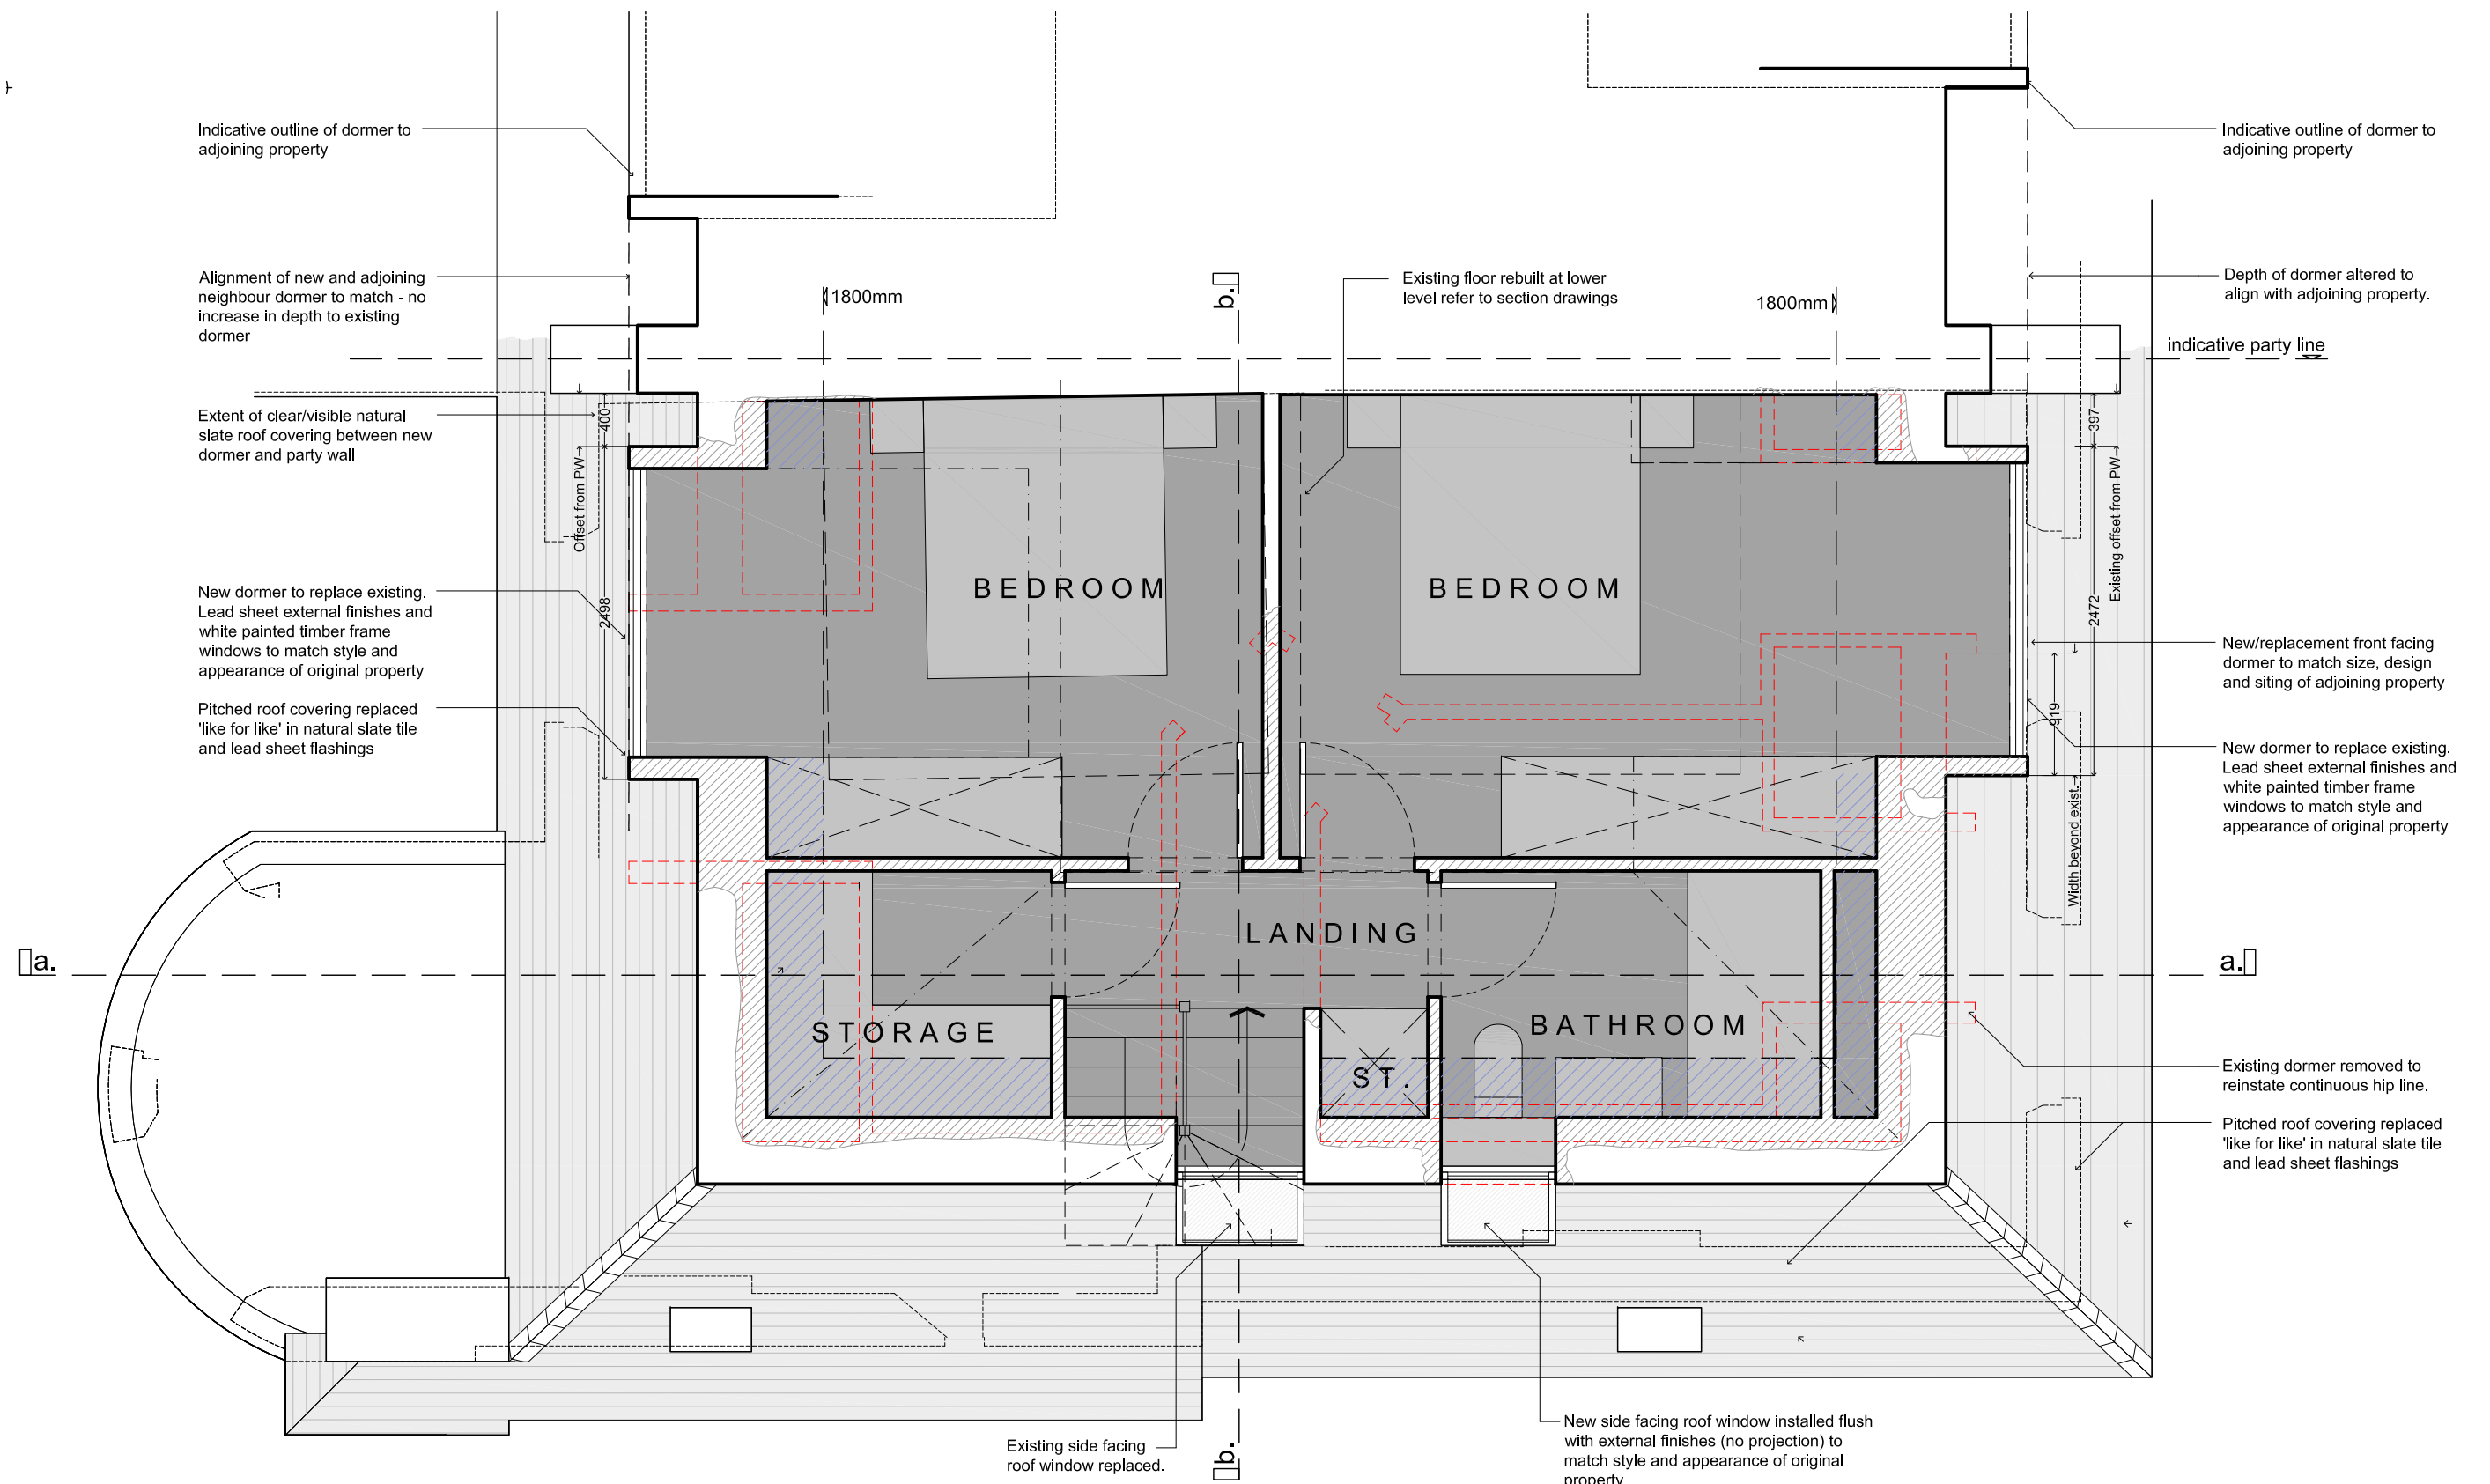 Indicative outline of dormer to
adjoining property
Alignment of new and adjoining
neighbour dormer to match - no
increase in depth to existing
dormer
Extent of clear/visible natural
slate roof covering between new
dormer and party wall
New dormer to replace existing.
Lead sheet external finishes and
white painted timber frame
windows to match style and
appearance of original property
Pitched roof covering replaced
'like for like' in natural slate tile
and lead sheet flashings
400
Offset from PW
2498
1800mm
b.
Existing floor rebuilt at lower
level refer to section drawings
1800mm
BEDROOM
BEDROOM
LANDING
STORAGE
ST.
BATHROOM
a.
a.
Indicative outline of dormer to
adjoining property
Depth of dormer altered to
align with adjoining property.
indicative party line
397
Existing offset from PW
2472
919
Width beyond exist.
New/replacement front facing
dormer to match size, design
and siting of adjoining property
New dormer to replace existing.
Lead sheet external finishes and
white painted timber frame
windows to match style and
appearance of original property
Existing dormer removed to
reinstate continuous hip line.
Pitched roof covering replaced
'like for like' in natural slate tile
and lead sheet flashings
Existing side facing
roof window replaced.
b.
New side facing roof window installed flush
with external finishes (no projection) to
match style and appearance of original
property